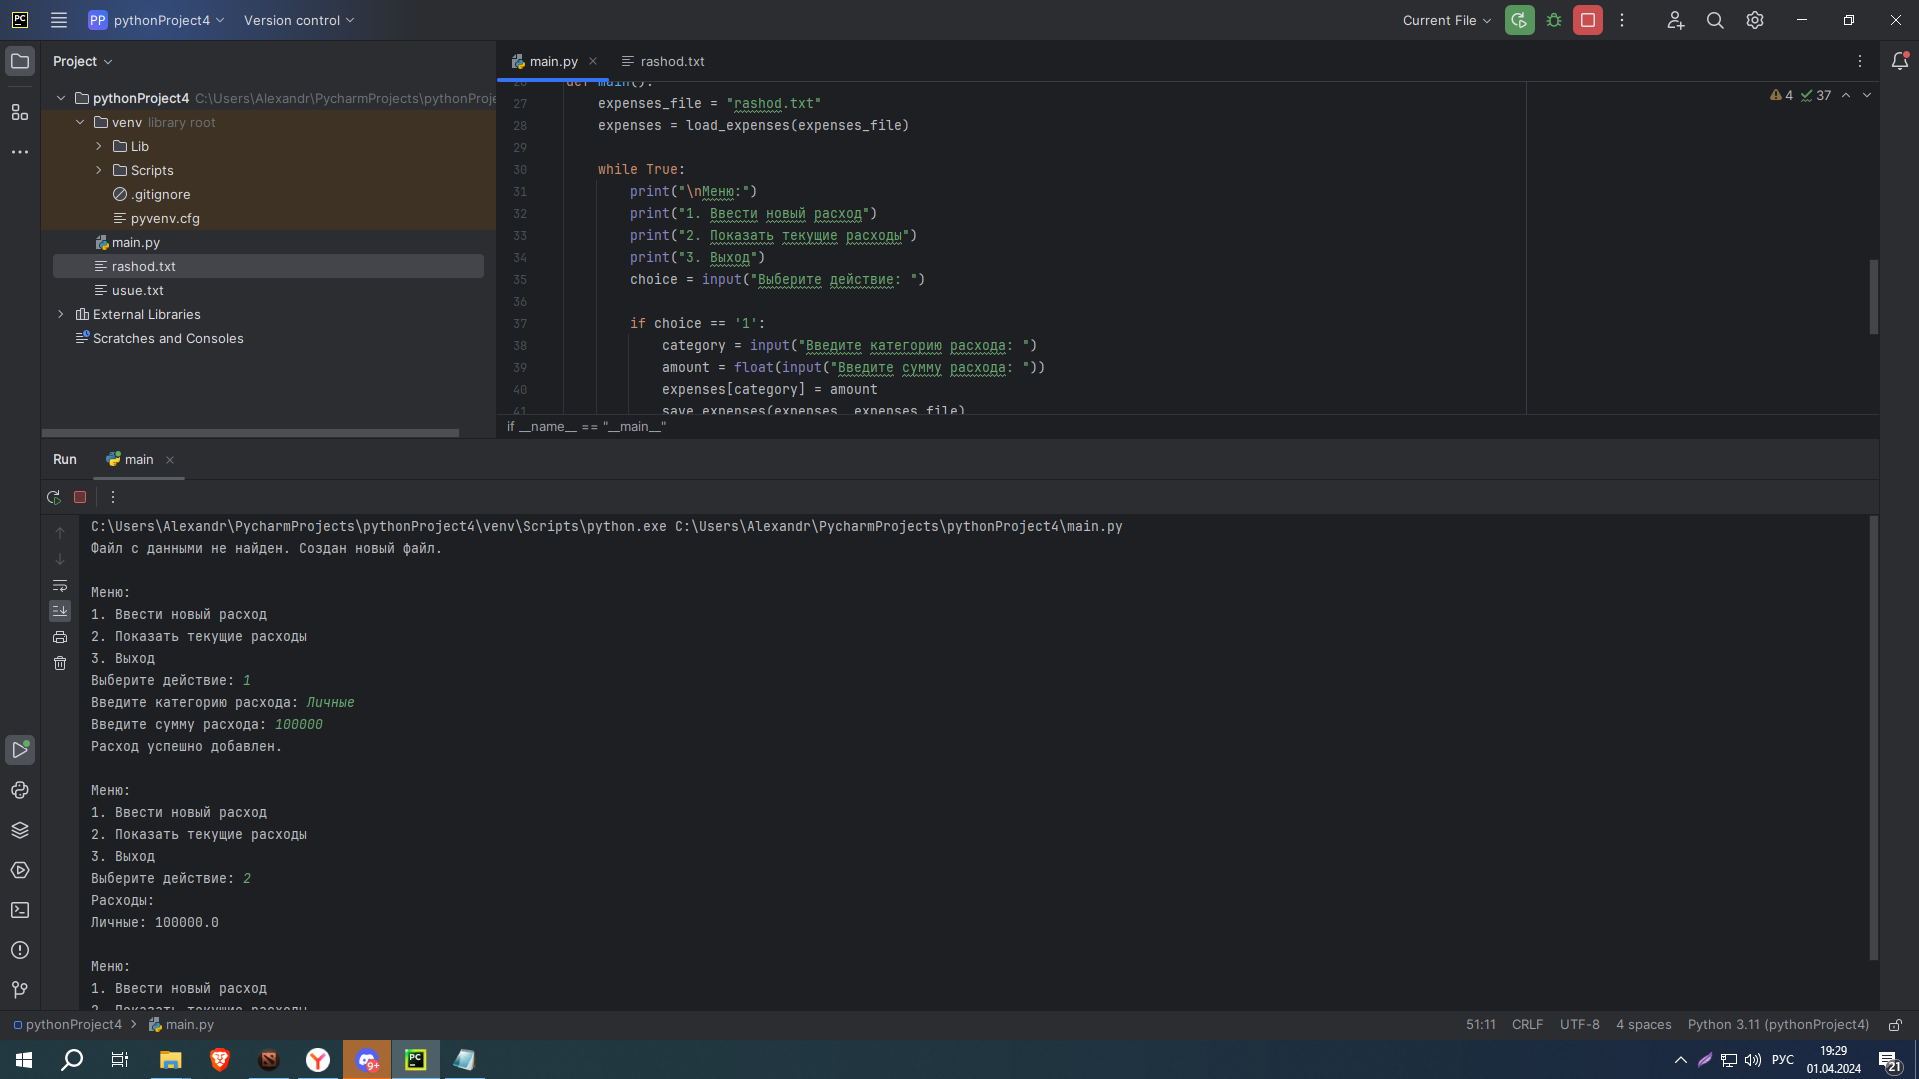 PC
PP pythonProject4
Version control
Current File
Project
main.py
rashod.txt
pythonProject4 C:\Users\Alexandr\PycharmProjects\pythonProje
venv library root
Lib
Scripts
.gitignore
pyvenv.cfg
main.py
rashod.txt
usue.txt
External Libraries
Scratches and Consoles
4 37
26 def main():
27 expenses_file = "rashod.txt"
28 expenses = load_expenses(expenses_file)
29
30 while True:
31 print("\nМеню:")
32 print("1. Ввести новый расход")
33 print("2. Показать текущие расходы")
34 print("3. Выход")
35 choice = input("Выберите действие: ")
36
37 if choice == '1':
38 category = input("Введите категорию расхода: ")
39 amount = float(input("Введите сумму расхода: "))
40 expenses[category] = amount
41 save_expenses(expenses, expenses_file)
if __name__ == "__main__"
Run
main
C:\Users\Alexandr\PycharmProjects\pythonProject4\venv\Scripts\python.exe C:\Users\Alexandr\PycharmProjects\pythonProject4\main.py
Файл с данными не найден. Создан новый файл.
Меню:
1. Ввести новый расход
2. Показать текущие расходы
3. Выход
Выберите действие: 1
Введите категорию расхода: Личные
Введите сумму расхода: 100000
Расход успешно добавлен.
Меню:
1. Ввести новый расход
2. Показать текущие расходы
3. Выход
Выберите действие: 2
Расходы:
Личные: 100000.0
Меню:
1. Ввести новый расход
2. Показать текущие расходы
pythonProject4 > main.py
51:11 CRLF UTF-8 4 spaces Python 3.11 (pythonProject4)
9+
PC
РУС
19:29
01.04.2024
21